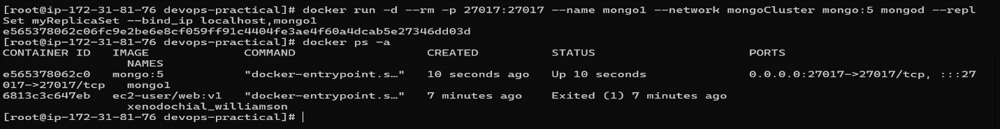 [root@ip-172-31-81-76 devops-practical]# docker run -d --rm -p 27017:27017 --name mongo1 --network mongoCluster mongo:5 mongod --repl
Set myReplicaSet --bind_ip localhost,mongo1
e565378062c06fc9e2be6e8cf059ff91c4404fe3ae4f60a4dcab5e27346dd03d
[root@ip-172-31-81-76 devops-practical]# docker ps -a
CONTAINER ID   IMAGE             COMMAND                  CREATED          STATUS                     PORTS
               NAMES
e565378062c0   mongo:5           "docker-entrypoint.s…"   10 seconds ago   Up 10 seconds              0.0.0.0:27017->27017/tcp, :::27
017->27017/tcp   mongo1
6813c3c647eb   ec2-user/web:v1   "docker-entrypoint.s…"   7 minutes ago    Exited (1) 7 minutes ago
               xenodochial_williamson
[root@ip-172-31-81-76 devops-practical]#